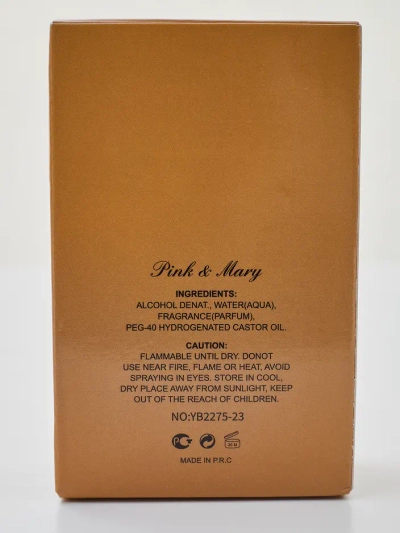 Pink & Mary
INGREDIENTS:
ALCOHOL DENAT., WATER(AQUA),
FRAGRANCE(PARFUM),
PEG-40 HYDROGENATED CASTOR OIL.
CAUTION:
FLAMMABLE UNTIL DRY. DONOT
USE NEAR FIRE, FLAME OR HEAT, AVOID
SPRAYING IN EYES. STORE IN COOL,
DRY PLACE AWAY FROM SUNLIGHT, KEEP
OUT OF THE REACH OF CHILDREN.
NO:YB2275-23
MADE IN P.R.C